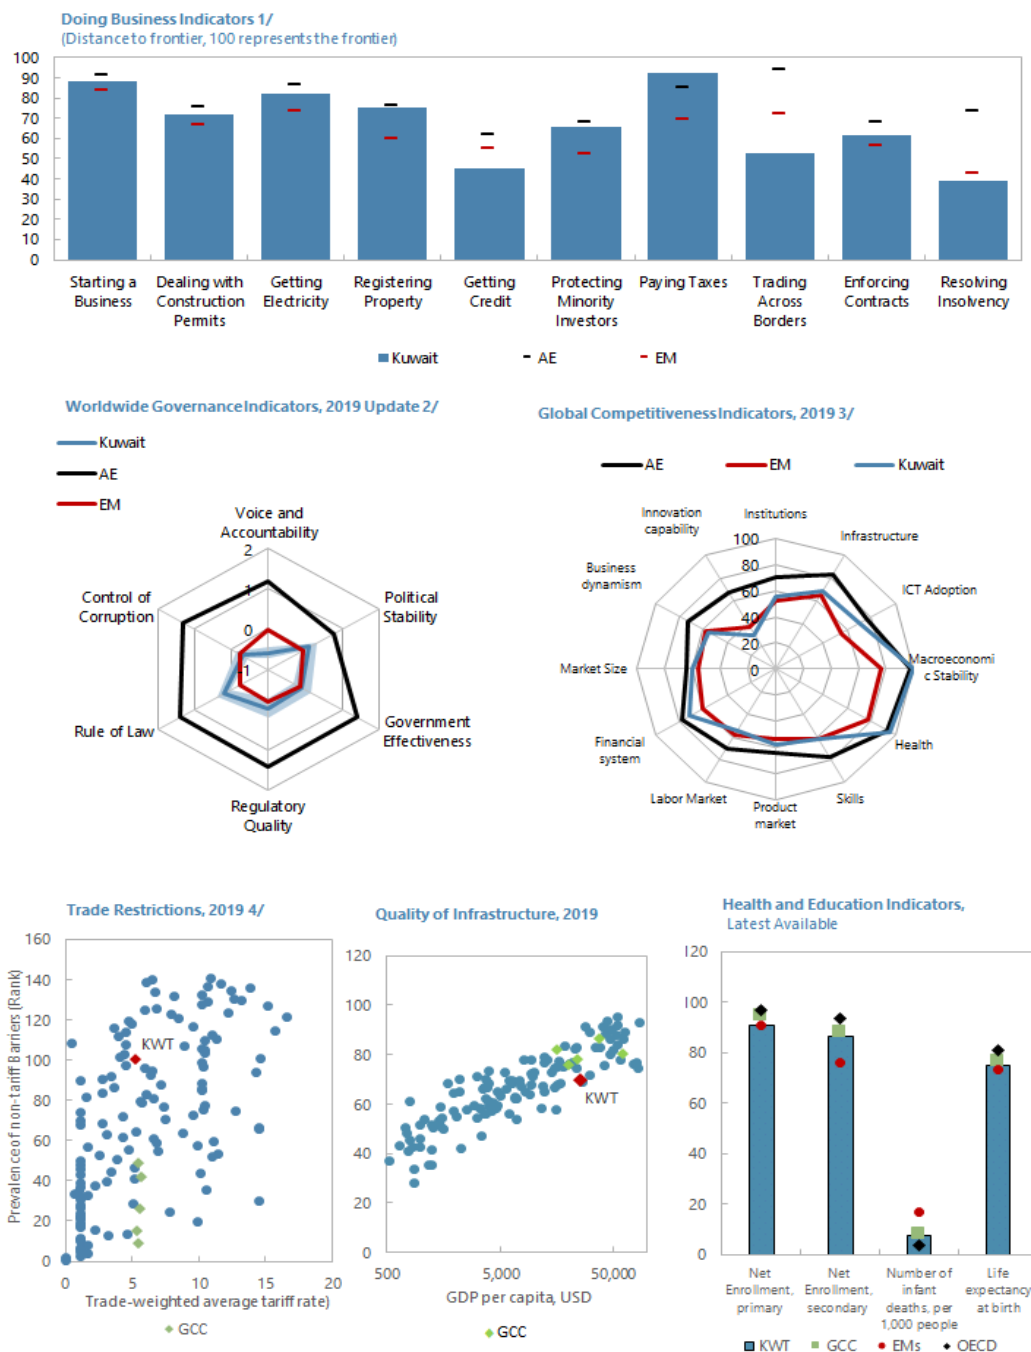 Doing Business Indicators 1/
(Distance to frontier, 100 represents the frontier)
100
90
80
70
60
50
40
30
20
10
0
Starting a
Business
Dealing with
Construction
Permits
Getting
Electricity
Registering
Property
Getting
Credit
Protecting
Minority
Investors
Paying Taxes
Trading
Across
Borders
Enforcing
Contracts
Resolving
Insolvency
Kuwait
AE
EM
Worldwide Governance Indicators, 2019 Update 2/
Kuwait
AE
EM
Voice and
Accountability
Political
Stability
Government
Effectiveness
Regulatory
Quality
Rule of Law
Control of
Corruption
2
1
0
-1
Global Competitiveness Indicators, 2019 3/
AE
EM
Kuwait
Institutions
Infrastructure
ICT Adoption
Macroeconomi
c Stability
Health
Skills
Product
market
Labor Market
Financial
system
Market Size
Business
dynamism
Innovation
capability
100
80
60
40
20
0
Trade Restrictions, 2019 4/
Prevalence of non-tariff Barriers (Rank)
160
140
120
100
80
60
40
20
0
KWT
0
5
10
15
20
Trade-weighted average tariff rate)
GCC
Quality of Infrastructure, 2019
120
100
80
60
40
20
0
KWT
500
5,000
50,000
GDP per capita, USD
GCC
Health and Education Indicators,
Latest Available
120
100
80
60
40
20
0
Net
Enrollment,
primary
Net
Enrollment,
secondary
Number of
infant
deaths, per
1,000 people
Life
expectancy
at birth
KWT
GCC
EMs
OECD